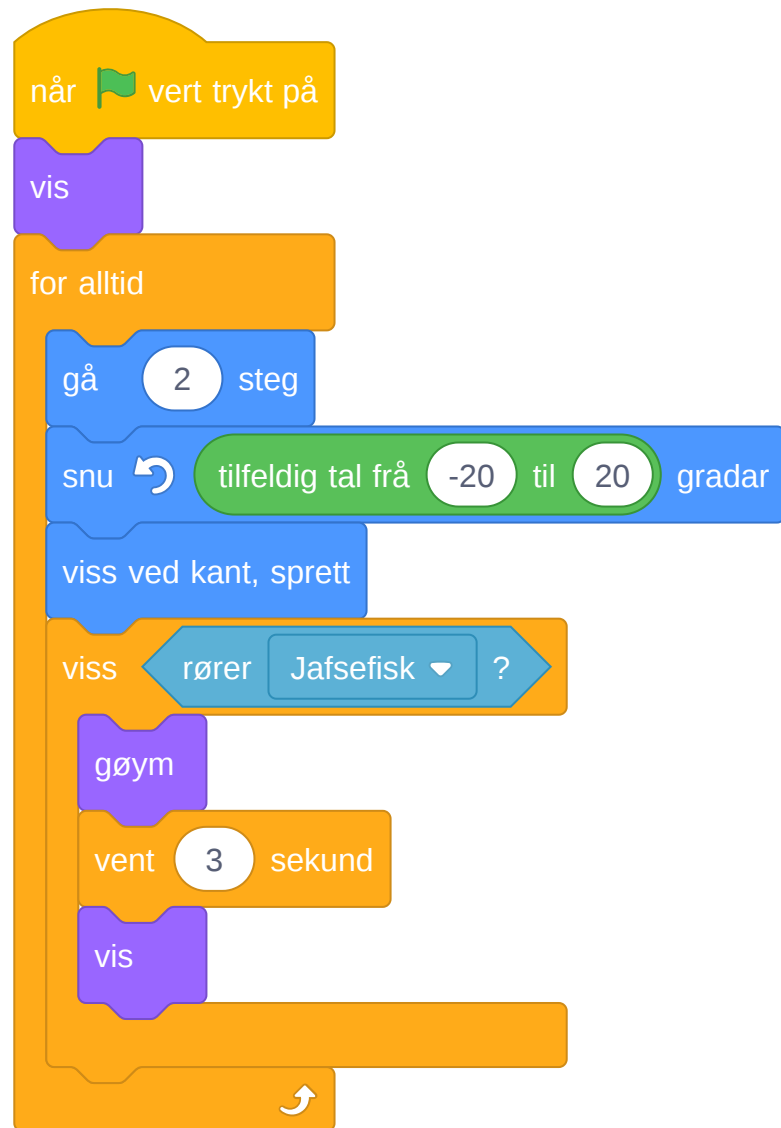 når vert trykt på
vis
for alltid
gå 2 steg
snu tilfeldig tal frå -20 til 20 gradar
viss ved kant, sprett
viss rører Jafsefisk ?
gøym
vent 3 sekund
vis